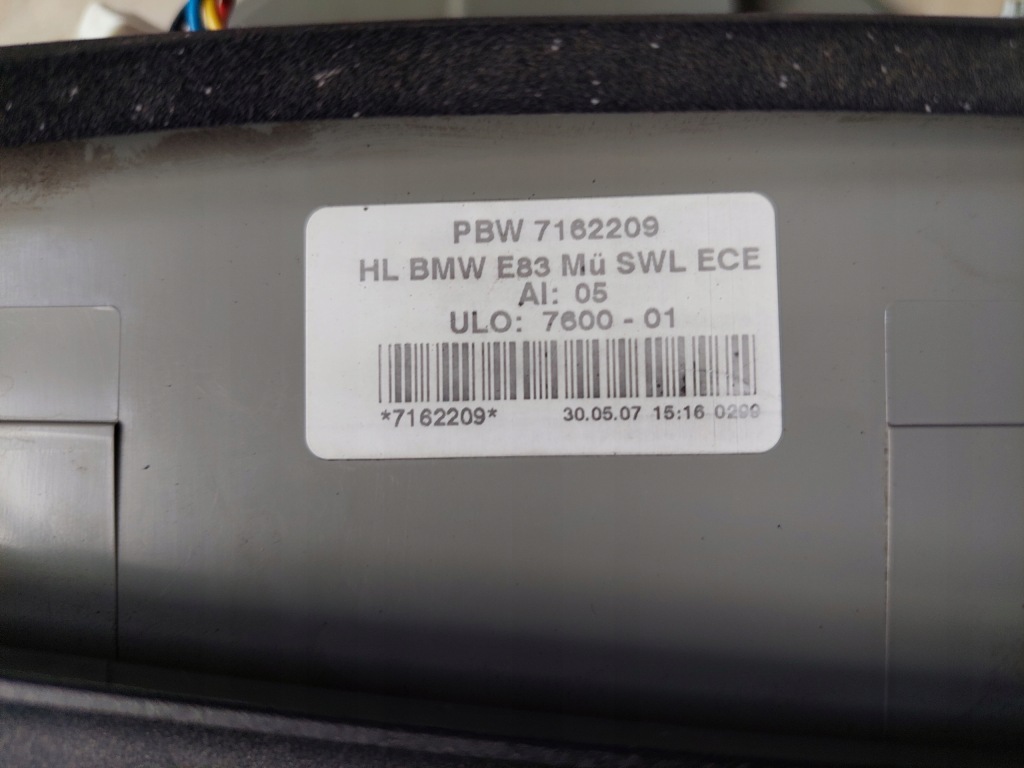 PBW 7162209
HL BMW E83 Mü SWL ECE
AI: 05
ULO: 7600 - 01
*7162209* 30.05.07 15:16 0299